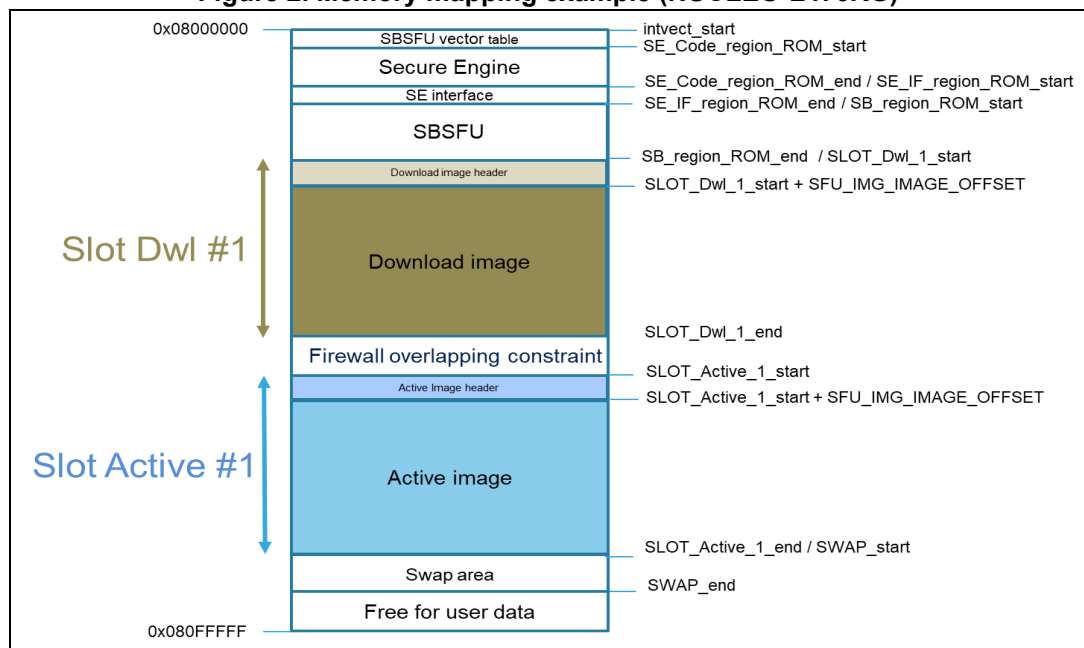 0x08000000
SBSFU vector table
intvect_start
SE_Code_region_ROM_start
Secure Engine
SE_Code_region_ROM_end / SE_IF_region_ROM_start
SE interface
SE_IF_region_ROM_end / SB_region_ROM_start
SBSFU
SB_region_ROM_end / SLOT_Dwl_1_start
Download image header
SLOT_Dwl_1_start + SFU_IMG_IMAGE_OFFSET
Slot Dwl #1
Download image
SLOT_Dwl_1_end
Firewall overlapping constraint
SLOT_Active_1_start
Active Image header
SLOT_Active_1_start + SFU_IMG_IMAGE_OFFSET
Slot Active #1
Active image
SLOT_Active_1_end / SWAP_start
Swap area
SWAP_end
Free for user data
0x080FFFFF